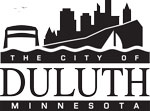 THE CITY OF
DULUTH
MINNESOTA